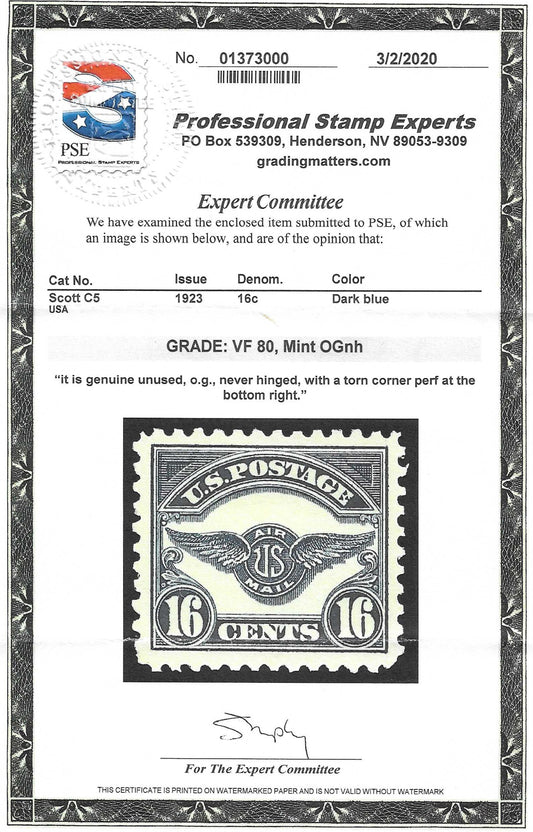 No. 01373000 3/2/2020
PSE
PROFESSIONAL STAMP EXPERTS
Professional Stamp Experts
PO Box 539309, Henderson, NV 89053-9309
gradingmatters.com
Expert Committee
We have examined the enclosed item submitted to PSE, of which
an image is shown below, and are of the opinion that:
Cat No. Issue Denom. Color
Scott C5 1923 16c Dark blue
USA
GRADE: VF 80, Mint OGnh
“it is genuine unused, o.g., never hinged, with a torn corner perf at the
bottom right.”
U.S. POSTAGE
AIR
US
MAIL
16 CENTS 16
For The Expert Committee
THIS CERTIFICATE IS PRINTED ON WATERMARKED PAPER AND IS NOT VALID WITHOUT WATERMARK